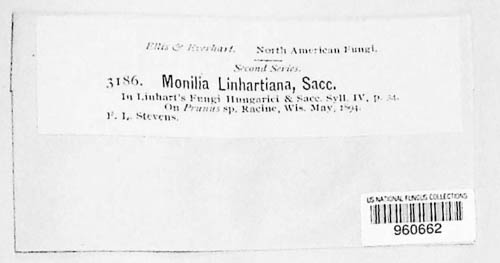 Ellis & Everhart. North American Fungi.
Second Series.
3186. Monilia Linhartiana, Sacc.
In Linhart's Fungi Hungarici & Sacc. Syll. IV, p. 34.
On Prunus sp. Racine, Wis. May, 1894.
F. L. Stevens.
US NATIONAL FUNGUS COLLECTIONS
960662